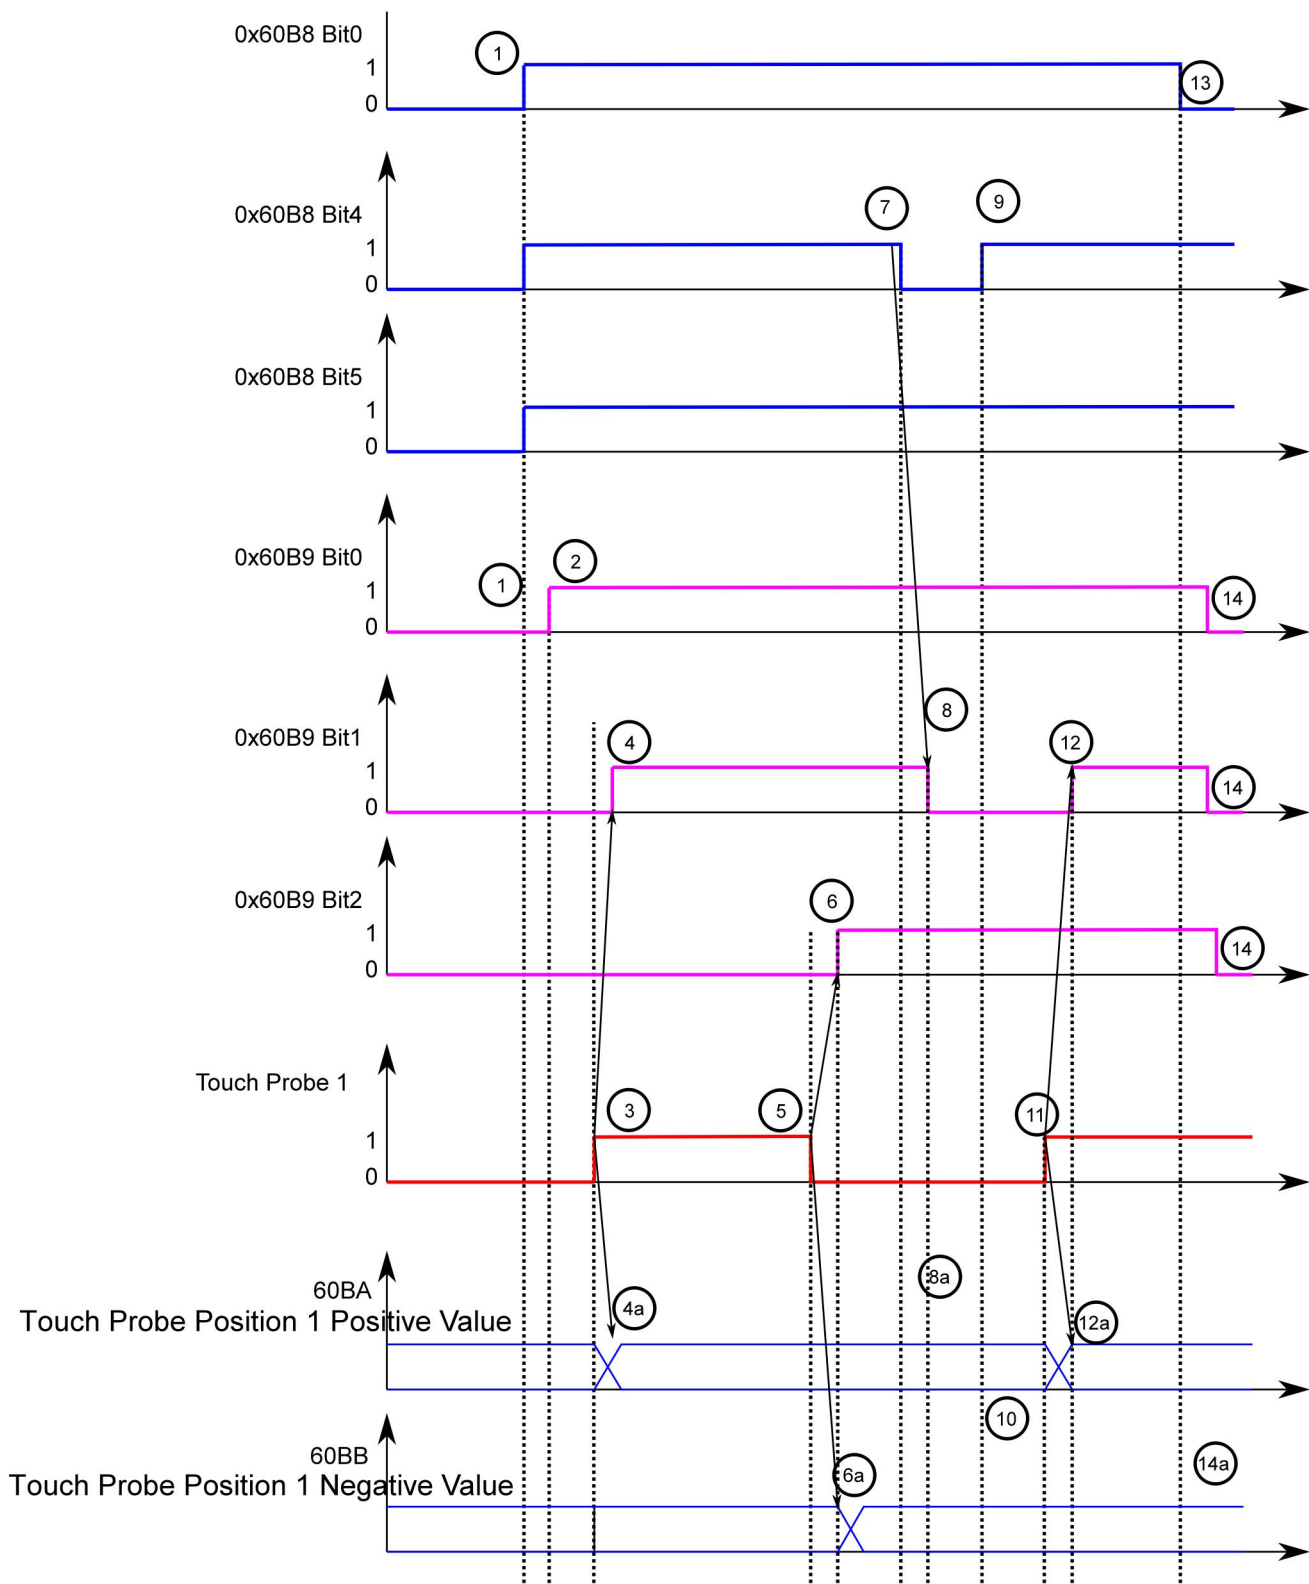 0x60B8 Bit0
1
1
0
13
0x60B8 Bit4
7
9
1
0
0x60B8 Bit5
1
0
0x60B9 Bit0
2
1
1
14
0
0x60B9 Bit1
4
8
12
1
14
0
0x60B9 Bit2
6
1
14
0
Touch Probe 1
3
5
11
1
0
60BA
8a
4a
12a
Touch Probe Position 1 Positive Value
10
60BB
6a
14a
Touch Probe Position 1 Negative Value